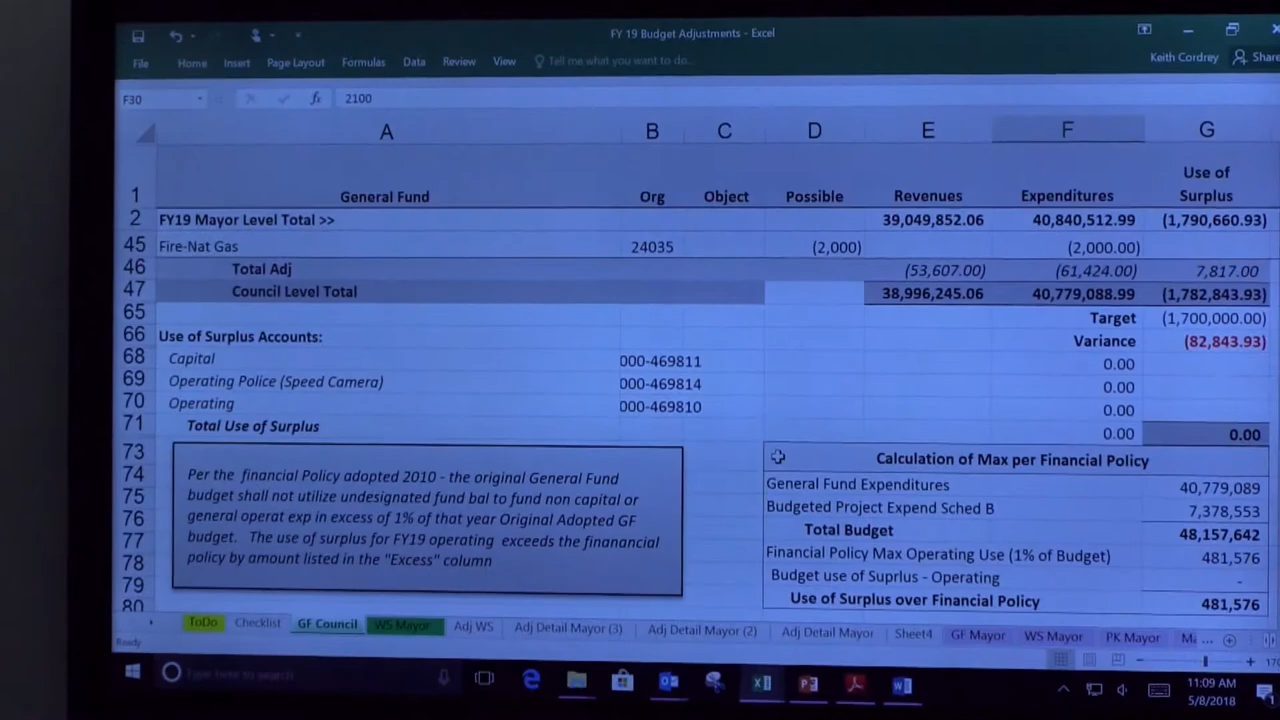 FY 19 Budget Adjustments - Excel
File Home Insert Page Layout Formulas Data Review View Tell me what you want to do... Keith Cordrey Share
F30 fx 2100
A B C D E F G
1 General Fund Org Object Possible Revenues Expenditures Use of Surplus
2 FY19 Mayor Level Total >> 39,049,852.06 40,840,512.99 (1,790,660.93)
45 Fire-Nat Gas 24035 (2,000) (2,000.00)
46 Total Adj (53,607.00) (61,424.00) 7,817.00
47 Council Level Total 38,996,245.06 40,779,088.99 (1,782,843.93)
65 Target (1,700,000.00)
66 Use of Surplus Accounts: Variance (82,843.93)
68 Capital 000-469811 0.00
69 Operating Police (Speed Camera) 000-469814 0.00
70 Operating 000-469810 0.00
71 Total Use of Surplus 0.00 0.00
73 Calculation of Max per Financial Policy
74 Per the financial Policy adopted 2010 - the original General Fund General Fund Expenditures 40,779,089
75 budget shall not utilize undesignated fund bal to fund non capital or Budgeted Project Expend Sched B 7,378,553
76 general operat exp in excess of 1% of that year Original Adopted GF Total Budget 48,157,642
77 budget. The use of surplus for FY19 operating exceeds the finanancial Financial Policy Max Operating Use (1% of Budget) 481,576
78 policy by amount listed in the "Excess" column Budget use of Suprlus - Operating -
79 Use of Surplus over Financial Policy 481,576
80
ToDo Checklist GF Council WS Mayor Adj WS Adj Detail Mayor (3) Adj Detail Mayor (2) Adj Detail Mayor Sheet4 GF Mayor WS Mayor PK Mayor Ma ...
Ready 170
Type here to search 11:09 AM
5/8/2018